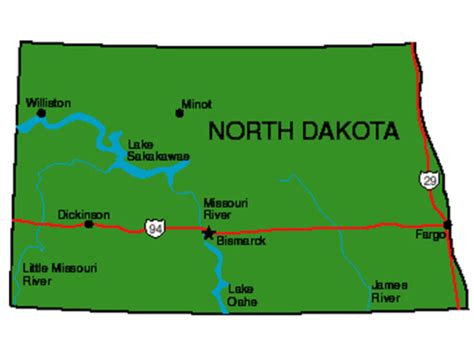 Williston
Minot
NORTH DAKOTA
Lake
Sakakawae
29
Missouri
River
Dickinson
94
Bismarck
Fargo
Little Missouri
River
Lake
Oahe
James
River